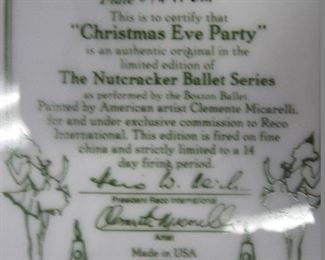 Plate
This is to certify that
"Christmas Eve Party"
is an authentic original in the
limited edition of
The Nutcracker Ballet Series
as performed by the Boston Ballet.
Painted by American artist Clemente Micarelli,
for and under exclusive commission to Reco
International. This edition is fired on fine
china and strictly limited to a 14
day firing period.
President Reco International
Artist
Made in USA